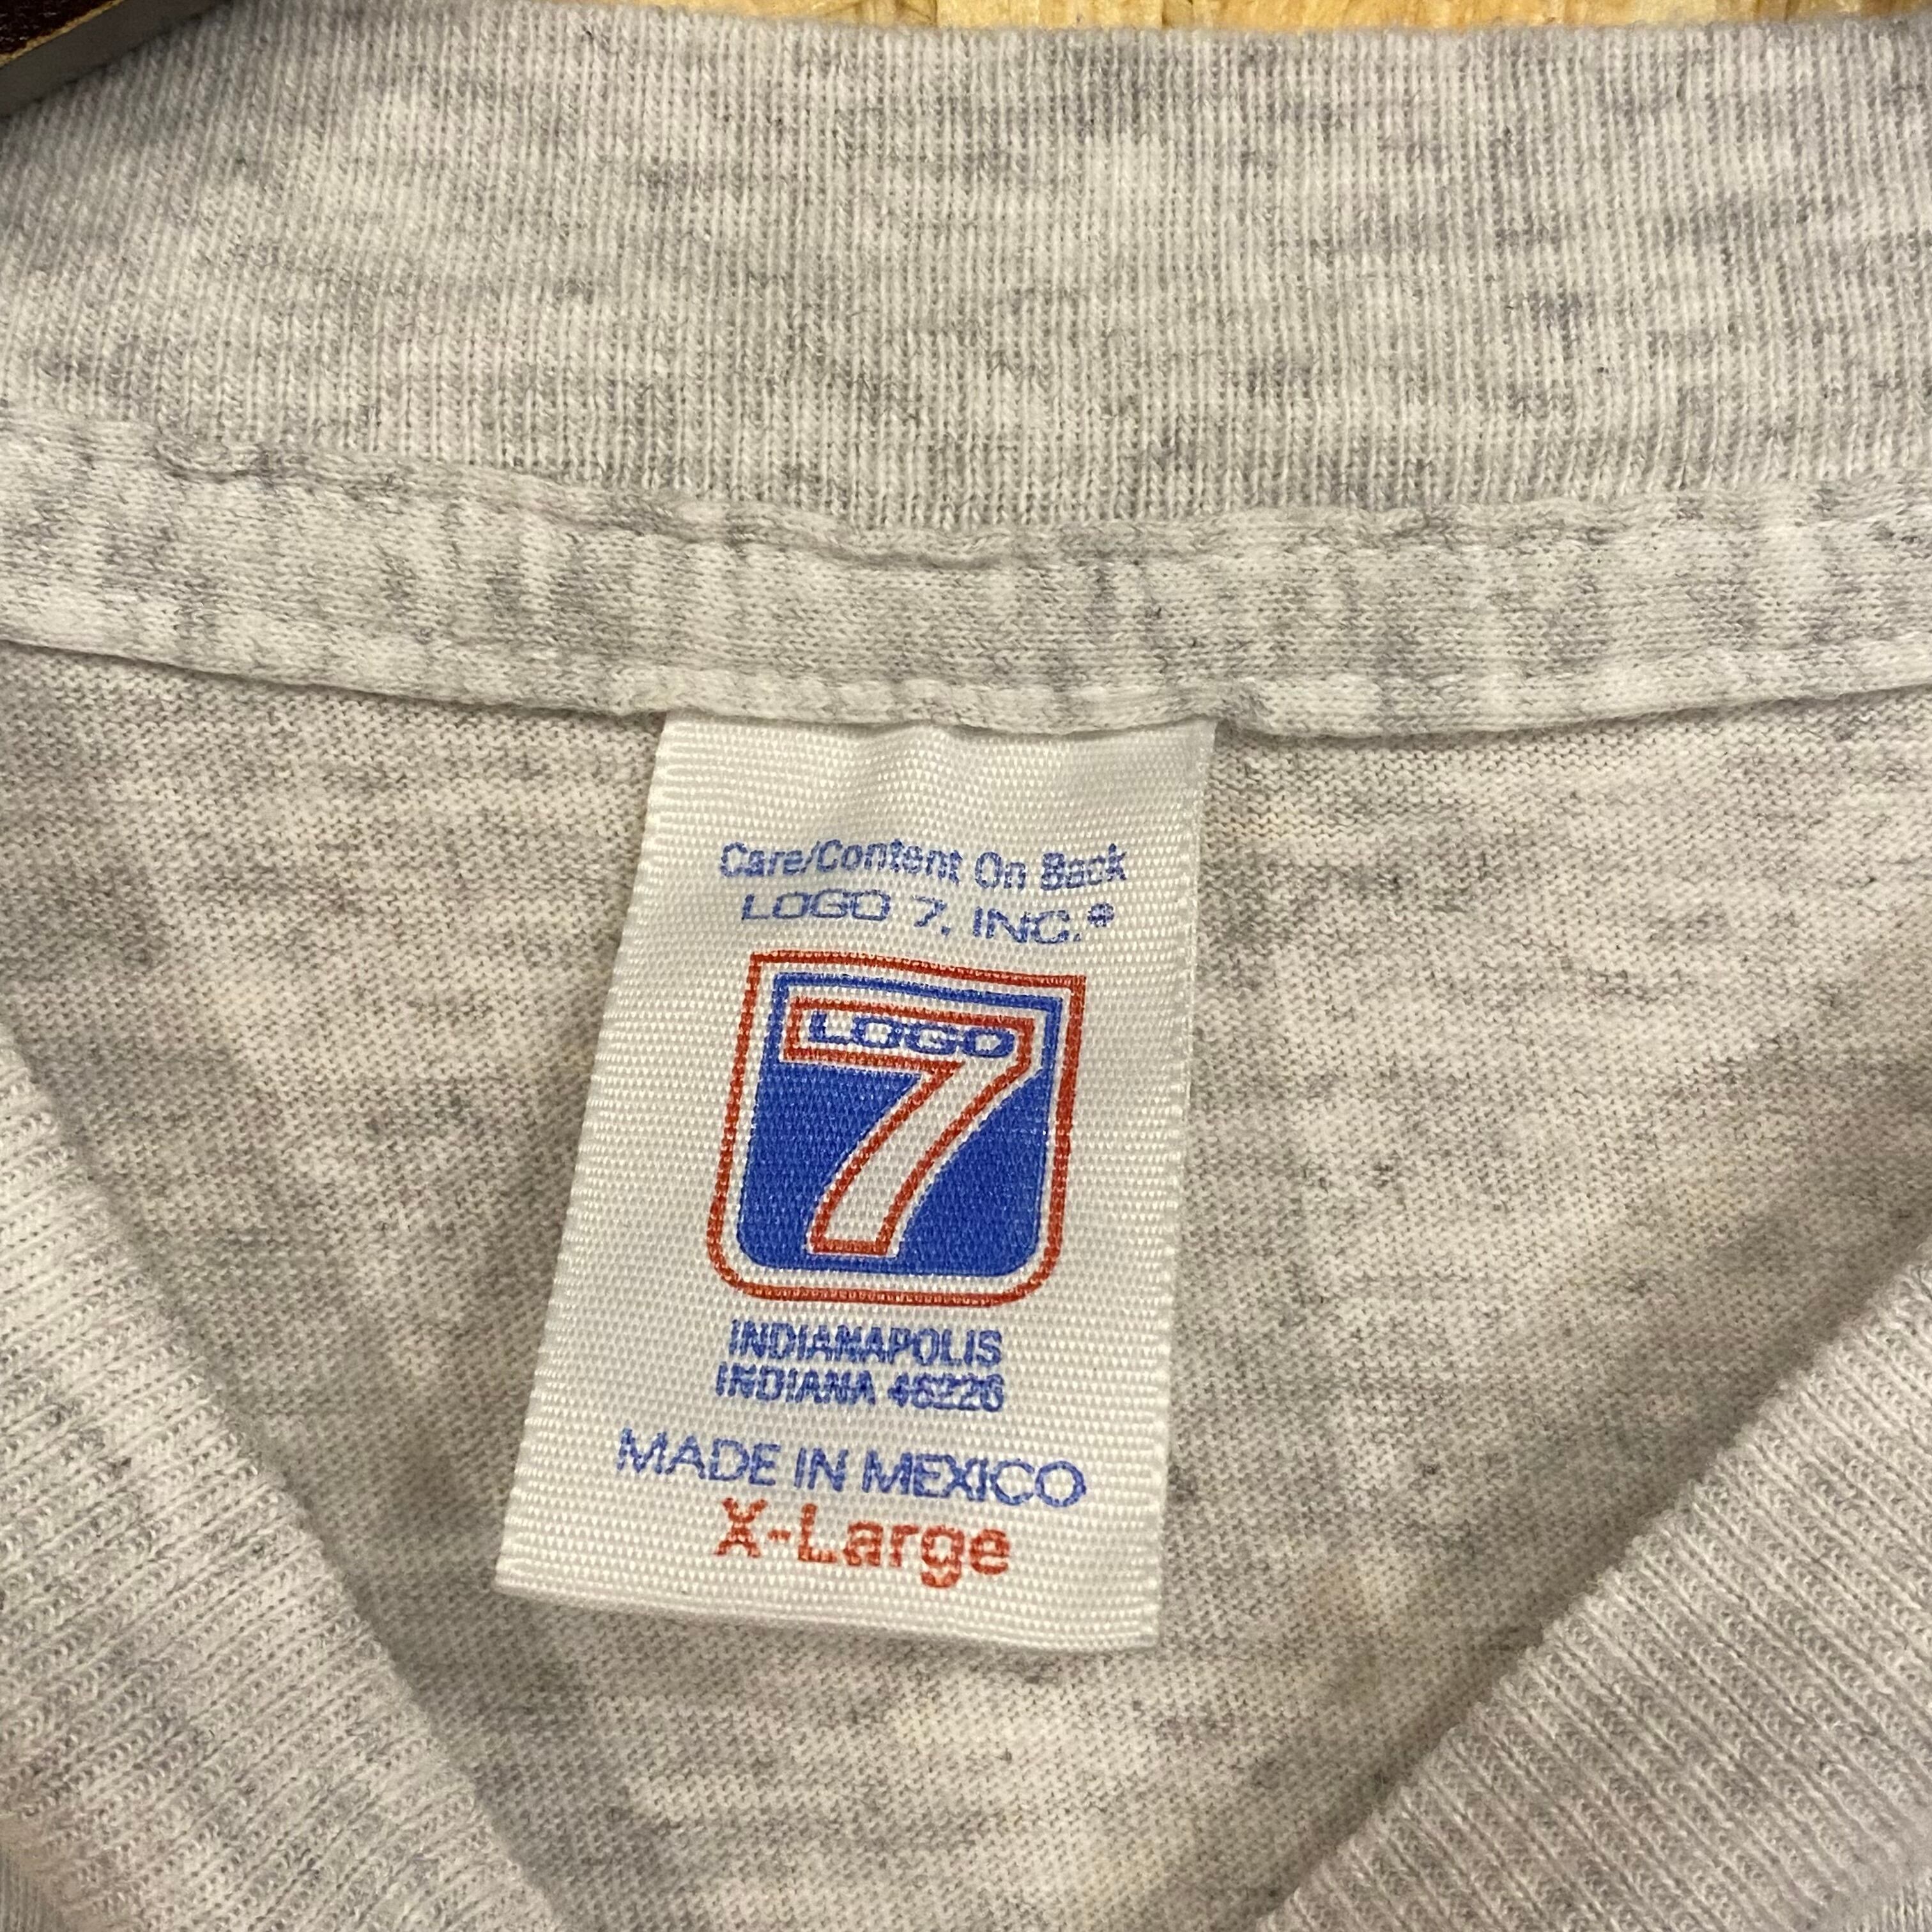 Care/Content On Back
LOGO 7, INC.®
LOGO
7
INDIANAPOLIS
INDIANA 46226
MADE IN MEXICO
X-Large